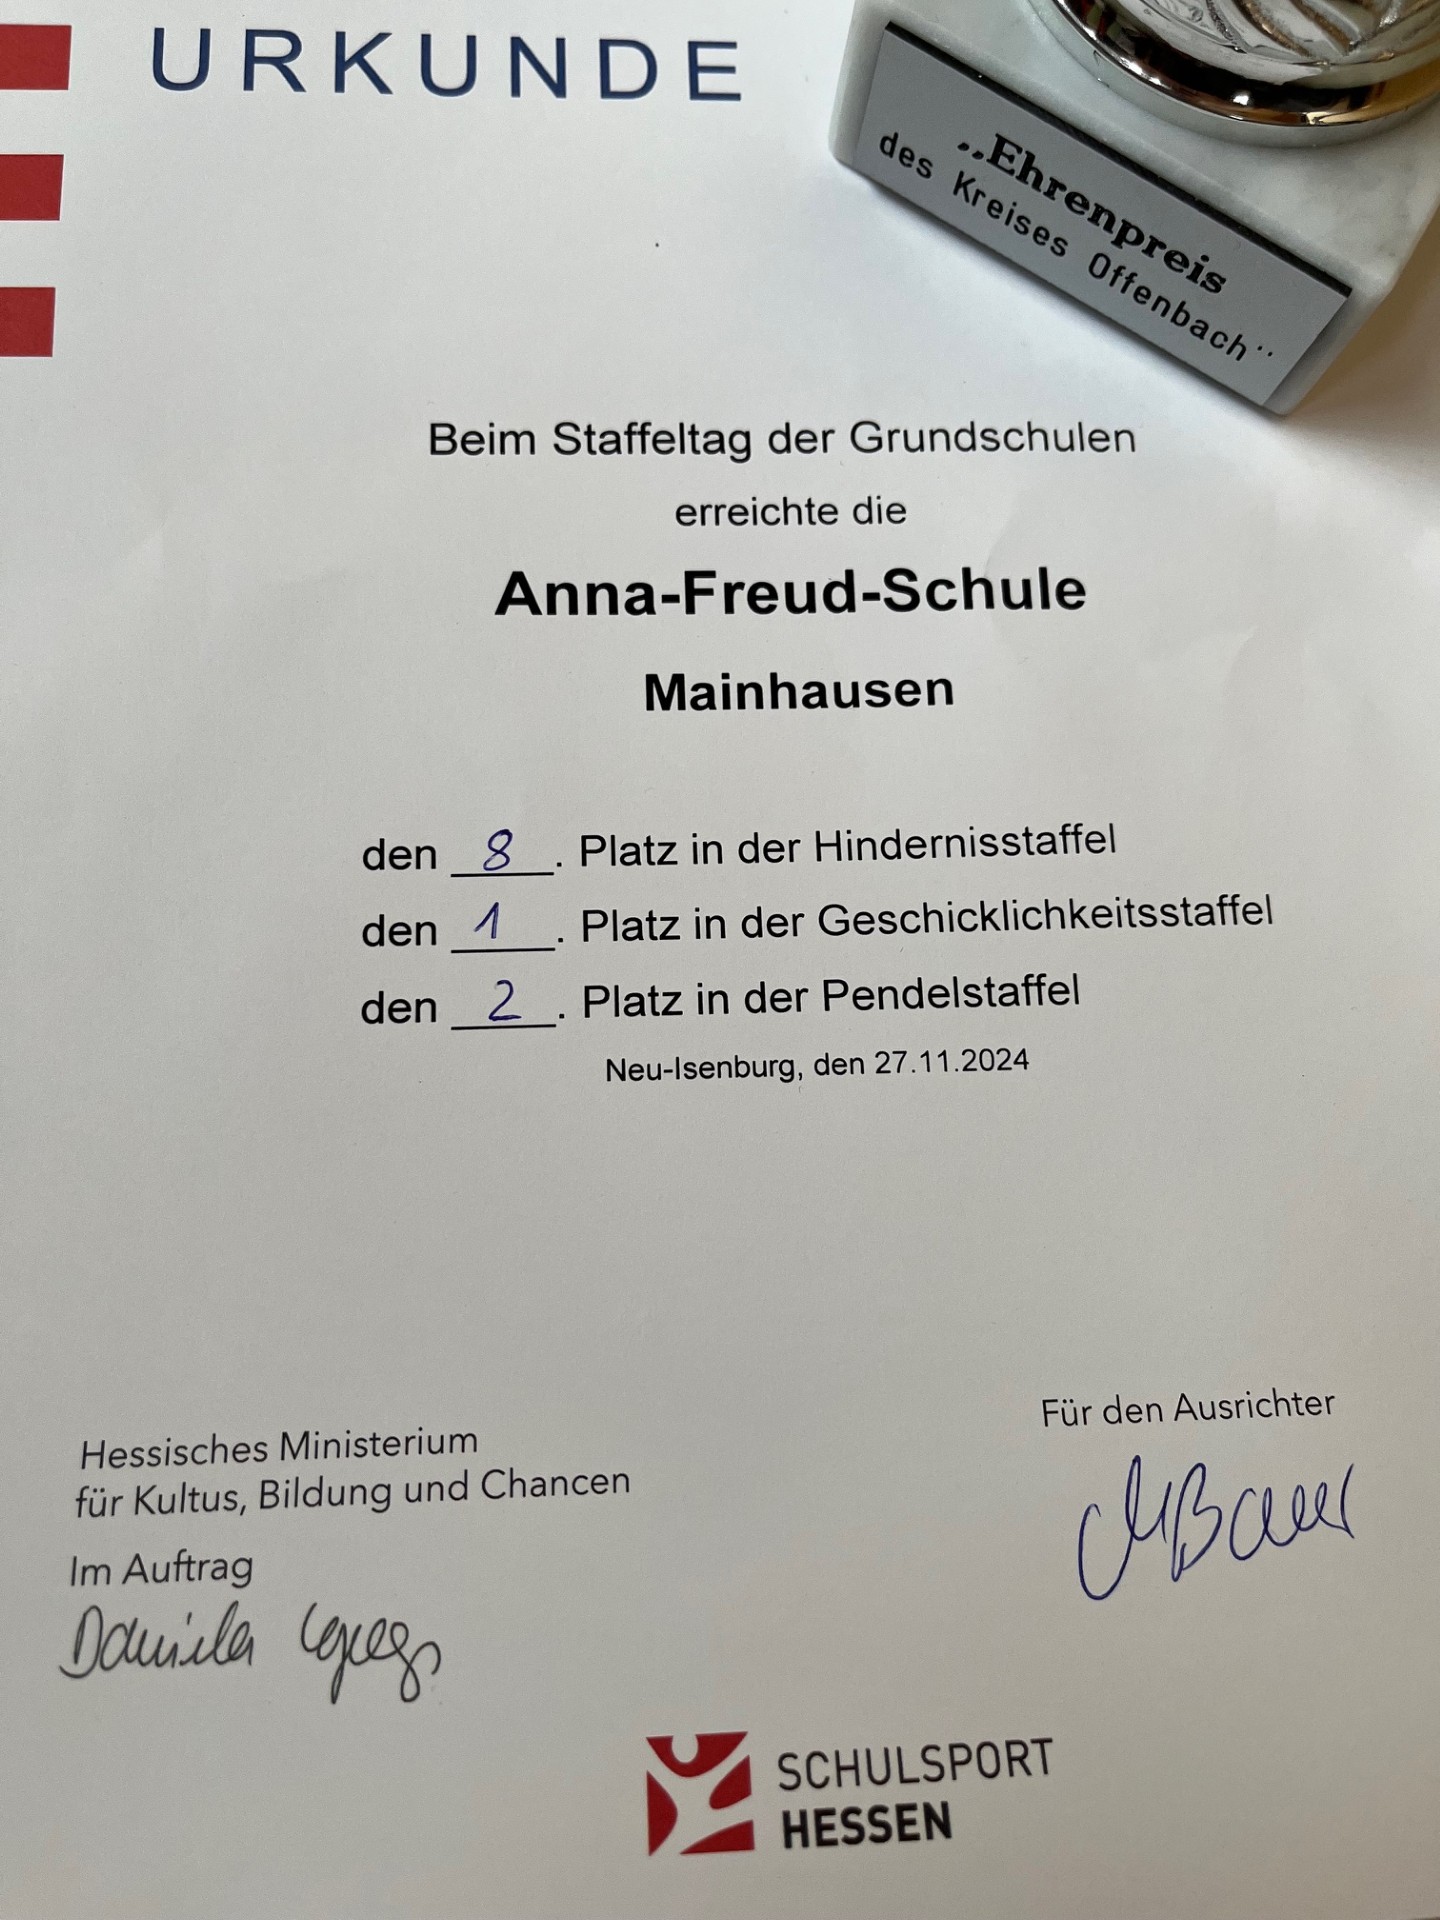 URKUNDE
„Ehrenpreis
des Kreises Offenbach"
Beim Staffeltag der Grundschulen
erreichte die
Anna-Freud-Schule
Mainhausen
den 8. Platz in der Hindernisstaffel
den 1. Platz in der Geschicklichkeitsstaffel
den 2. Platz in der Pendelstaffel
Neu-Isenburg, den 27.11.2024
Für den Ausrichter
MBauer
Hessisches Ministerium
für Kultus, Bildung und Chancen
Im Auftrag
Daniela
SCHULSPORT
HESSEN